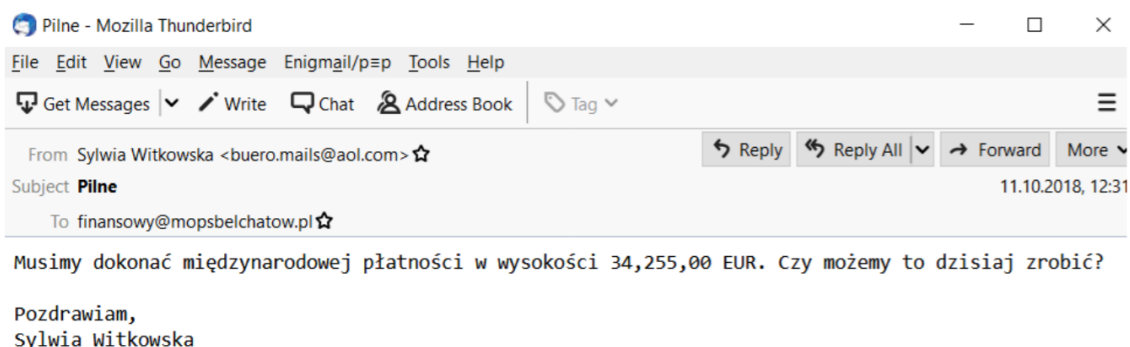 Pilne - Mozilla Thunderbird
File Edit View Go Message Enigmail/p≡p Tools Help
Get Messages Write Chat Address Book Tag
From Sylwia Witkowska <buero.mails@aol.com> Reply Reply All Forward More
Subject Pilne 11.10.2018, 12:31
To finansowy@mopsbelchatow.pl
Musimy dokonać międzynarodowej płatności w wysokości 34,255,00 EUR. Czy możemy to dzisiaj zrobić?
Pozdrawiam,
Sylwia Witkowska